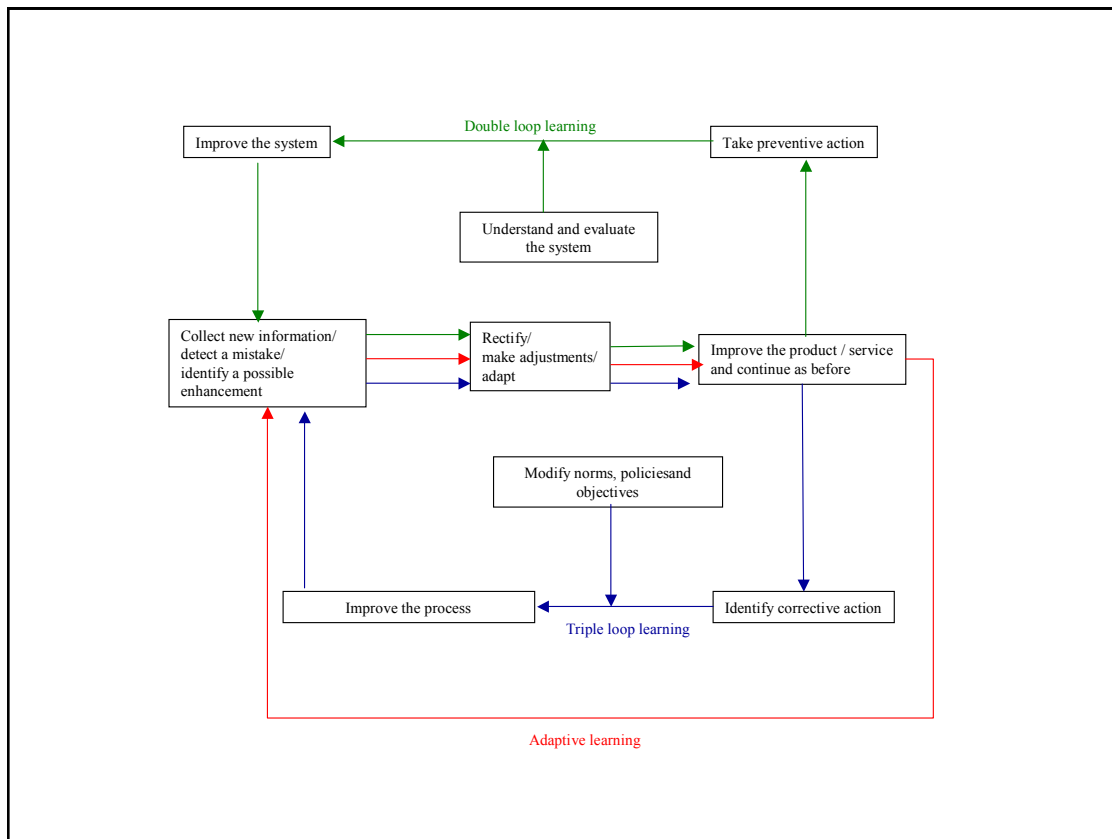 Double loop learning
Improve the system
Take preventive action
Understand and evaluate
the system
Collect new information/
detect a mistake/
identify a possible
enhancement
Rectify/
make adjustments/
adapt
Improve the product / service
and continue as before
Modify norms, policiesand
objectives
Improve the process
Identify corrective action
Triple loop learning
Adaptive learning